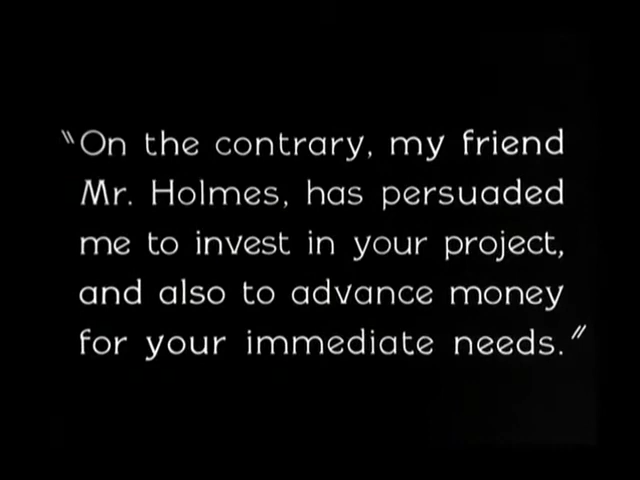 "On the contrary, my friend
Mr. Holmes, has persuaded
me to invest in your project,
and also to advance money
for your immediate needs."